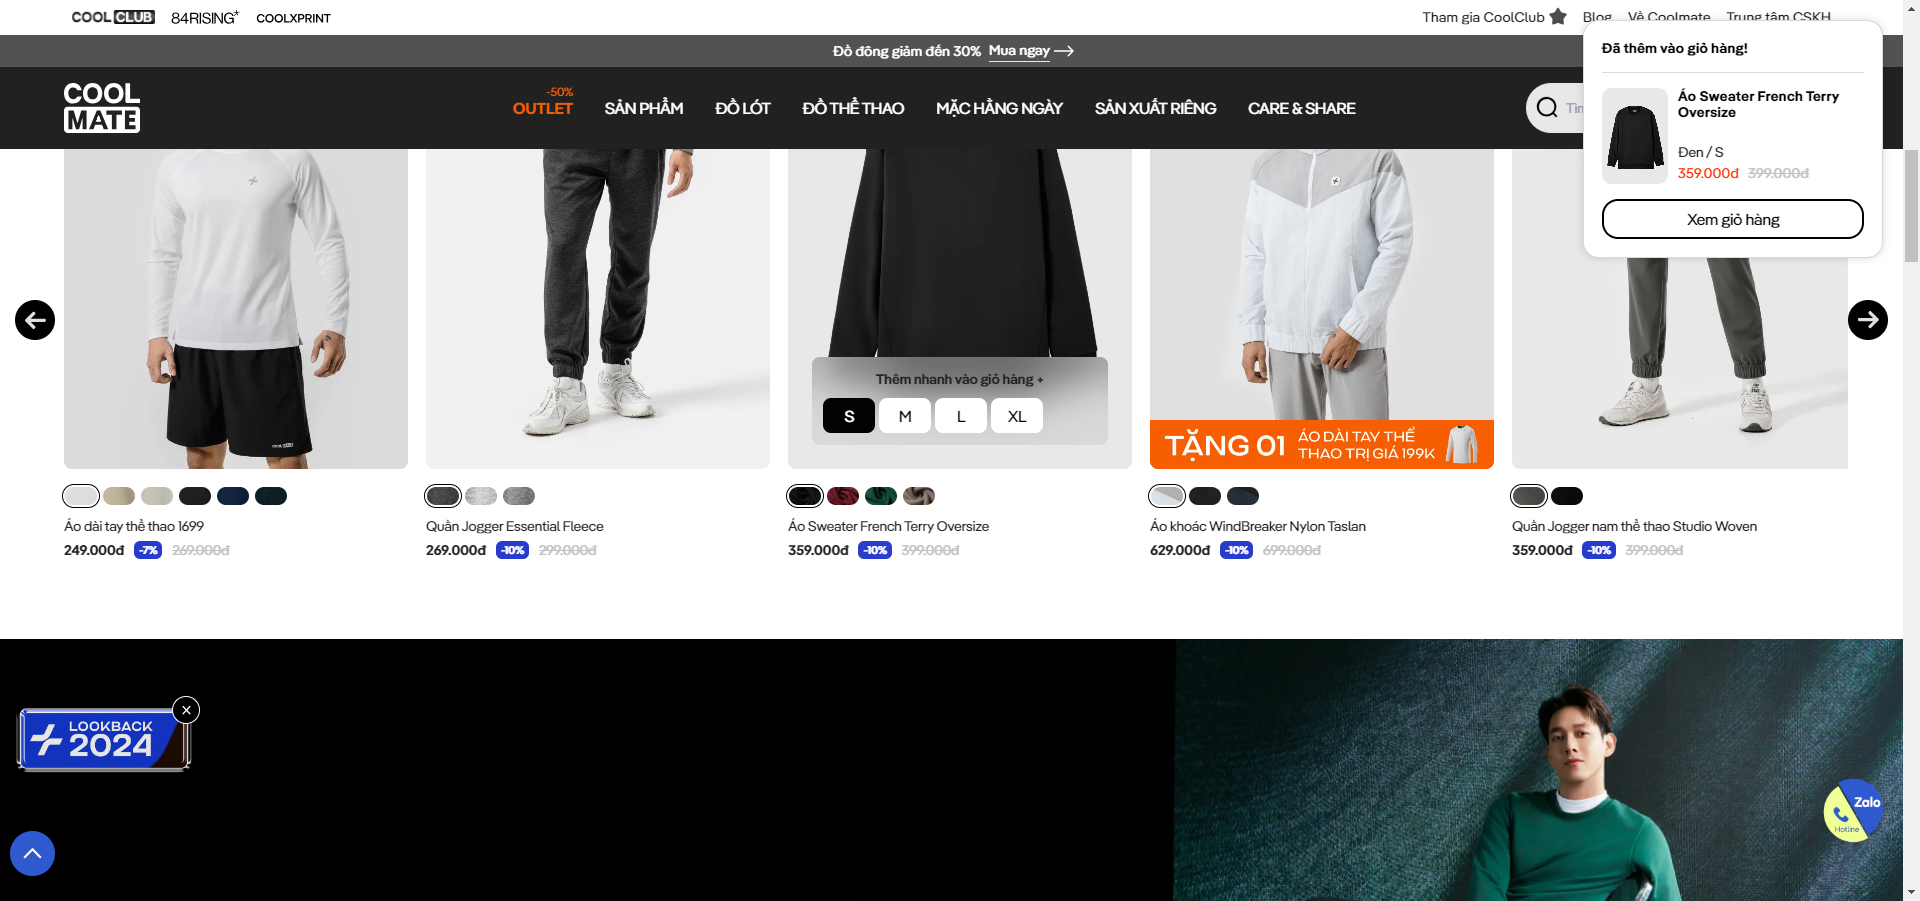 COOL CLUB
84RISING*
COOLXPRINT
Tham gia CoolClub
Blog
Về Coolmate
Trung tâm CSKH
Đồ đông giảm đến 30% Mua ngay
COOL
MATE
-50%
OUTLET
SẢN PHẨM
ĐỒ LÓT
ĐỒ THỂ THAO
MẶC HẰNG NGÀY
SẢN XUẤT RIÊNG
CARE & SHARE
Đã thêm vào giỏ hàng!
Áo Sweater French Terry
Oversize
Đen / S
359.000đ 399.000đ
Xem giỏ hàng
Thêm nhanh vào giỏ hàng +
S
M
L
XL
COOLMATE
TẶNG 01
ÁO DÀI TAY THỂ
THAO TRỊ GIÁ 199K
Áo dài tay thể thao 1699
249.000đ -7% 269.000đ
Quần Jogger Essential Fleece
269.000đ -10% 299.000đ
Áo Sweater French Terry Oversize
359.000đ -10% 399.000đ
Áo khoác WindBreaker Nylon Taslan
629.000đ -10% 699.000đ
Quần Jogger nam thể thao Studio Woven
359.000đ -10% 399.000đ
LOOKBACK
2024
Zalo
Hotline